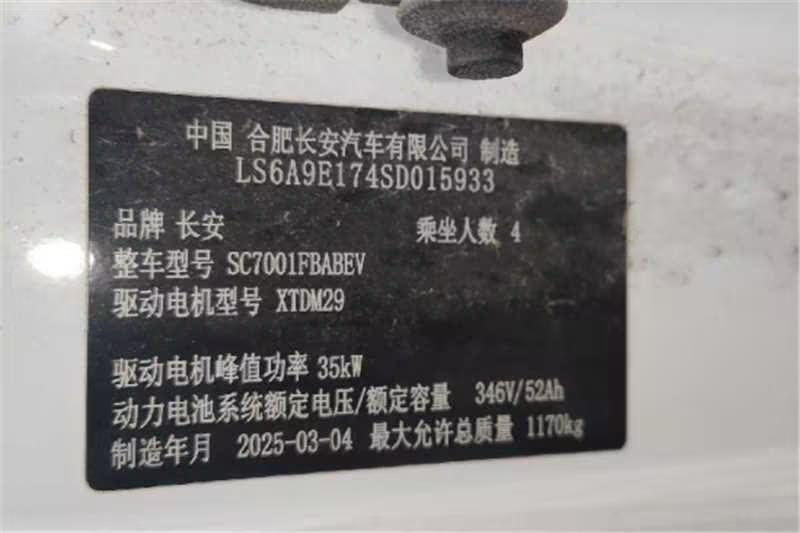 中国 合肥长安汽车有限公司 制造
LS6A9E174SD015933
品牌 长安 乘坐人数 4
整车型号 SC7001FBABEV
驱动电机型号 XTDM29
驱动电机峰值功率 35kW
动力电池系统额定电压/额定容量 346V/52Ah
制造年月 2025-03-04 最大允许总质量 1170kg